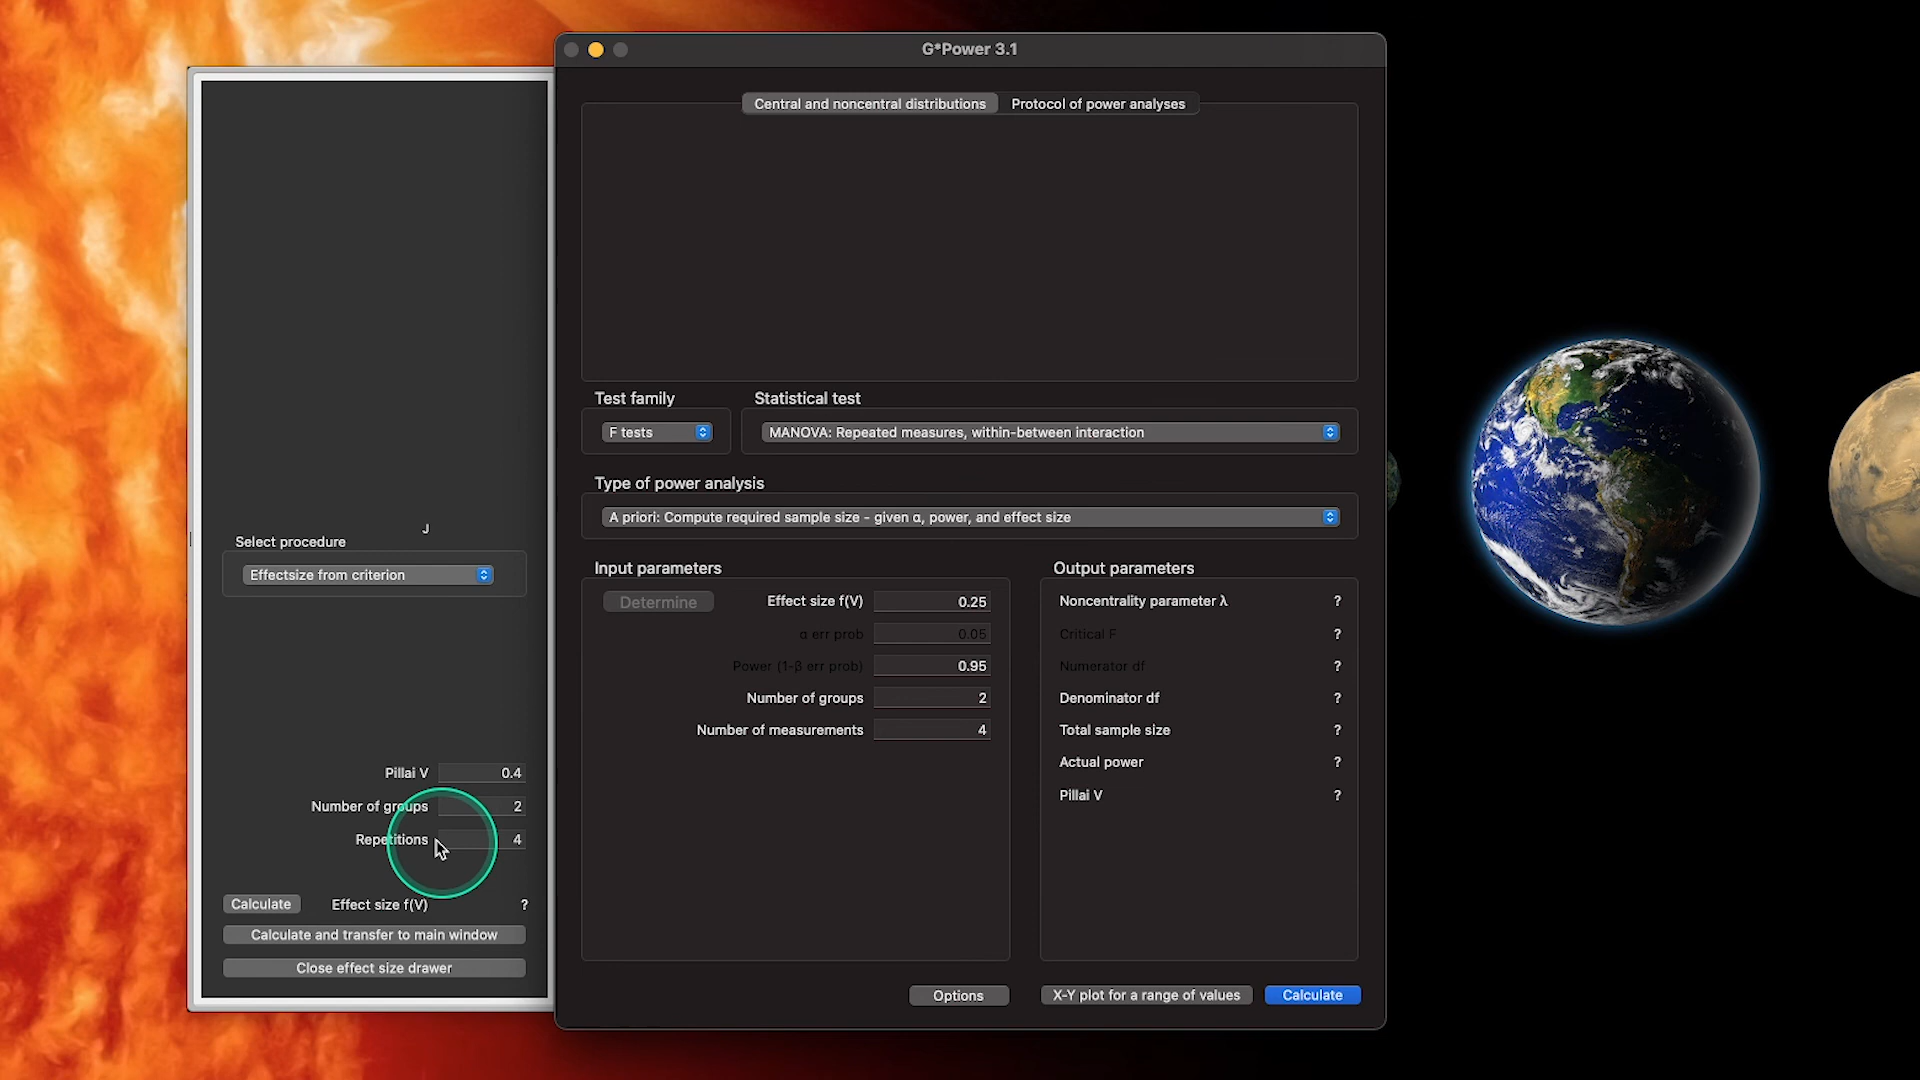 G*Power 3.1
Central and noncentral distributions
Protocol of power analyses
Test family
Statistical test
F tests
MANOVA: Repeated measures, within-between interaction
Type of power analysis
A priori: Compute required sample size - given α, power, and effect size
J
Select procedure
Effectsize from criterion
Pillai V 0.4
Number of groups 2
Repetitions 4
Calculate Effect size f(V) ?
Calculate and transfer to main window
Close effect size drawer
Input parameters
Determine Effect size f(V) 0.25
α err prob 0.05
Power (1-β err prob) 0.95
Number of groups 2
Number of measurements 4
Output parameters
Noncentrality parameter λ ?
Critical F ?
Numerator df ?
Denominator df ?
Total sample size ?
Actual power ?
Pillai V ?
Options
X-Y plot for a range of values
Calculate